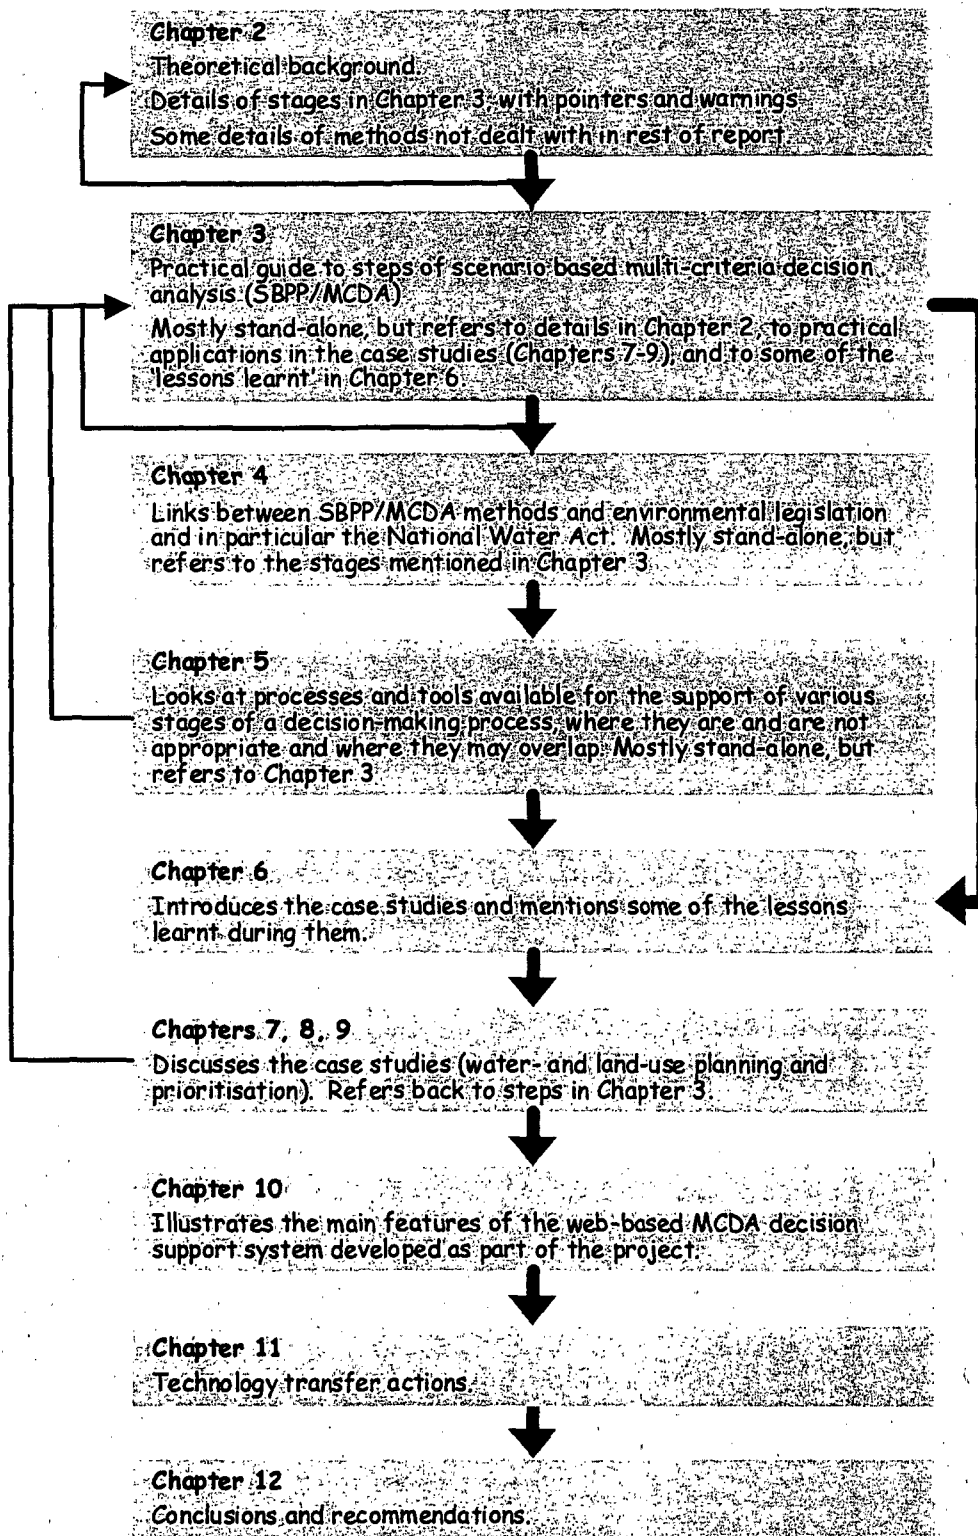 Chapter 2
Theoretical background.
Details of stages in Chapter 3, with pointers and warnings
Some details of methods not dealt with in rest of report
Chapter 3
Practical guide to steps of scenario based multi-criteria decision
analysis (SBPP/MCDA)
Mostly stand-alone, but refers to details in Chapter 2, to practical
applications in the case studies (Chapters 7-9), and to some of the
'lessons learnt' in Chapter 6
Chapter 4
Links between SBPP/MCDA methods and environmental legislation
and in particular the National Water Act. Mostly stand-alone, but
refers to the stages mentioned in Chapter 3
Chapter 5
Looks at processes and tools available for the support of various
stages of a decision-making process, where they are and are not
appropriate and where they may overlap. Mostly stand-alone, but
refers to Chapter 3
Chapter 6
Introduces the case studies and mentions some of the lessons
learnt during them.
Chapters 7, 8, 9
Discusses the case studies (water- and land-use planning and
prioritisation). Refers back to steps in Chapter 3.
Chapter 10
Illustrates the main features of the web-based MCDA decision
support system developed as part of the project.
Chapter 11
Technology transfer actions.
Chapter 12
Conclusions and recommendations.